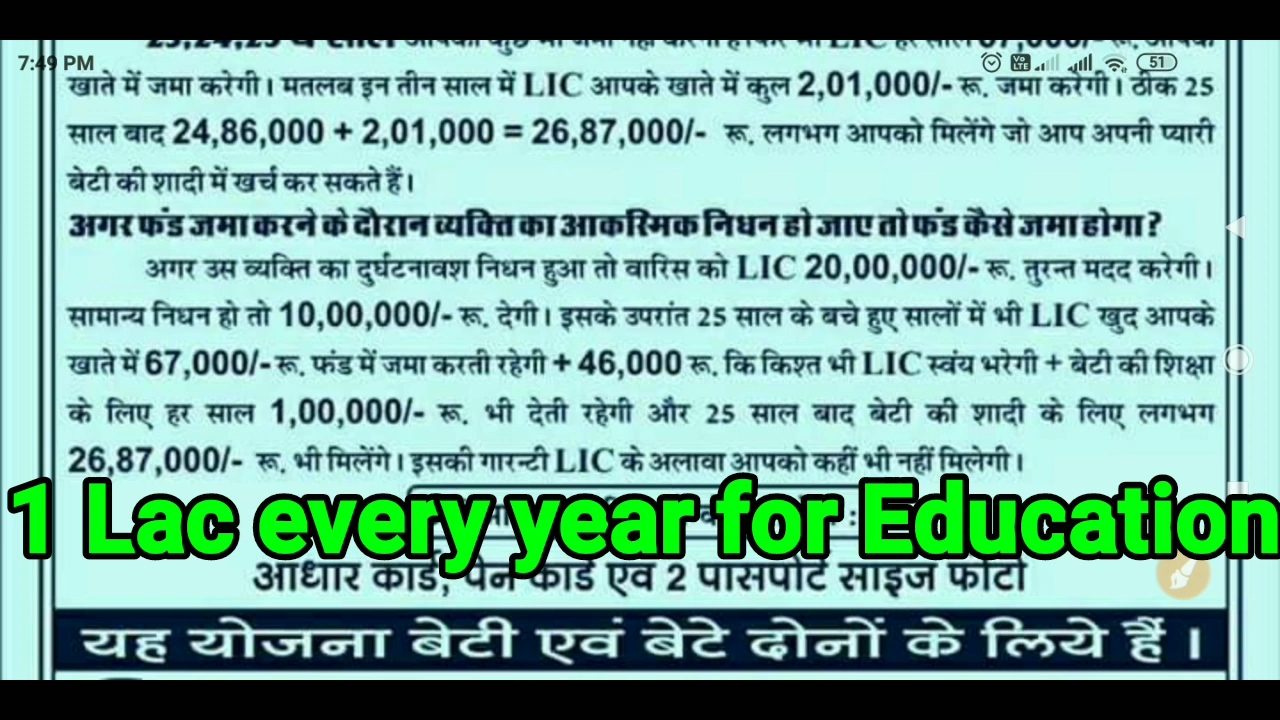 7:49 PM
51
खाते में जमा करेगी। मतलब इन तीन साल में LIC आपके खाते में कुल 2,01,000/- रू. जमा करेगी। ठीक 25
साल बाद 24,86,000 + 2,01,000 = 26,87,000/- रू. लगभग आपको मिलेंगे जो आप अपनी प्यारी
बेटी की शादी में खर्च कर सकते हैं।
अगर फंड जमा करने के दौरान व्यक्ति का आकस्मिक निधन हो जाए तो फंड कैसे जमा होगा?
अगर उस व्यक्ति का दुर्घटनावश निधन हुआ तो वारिस को LIC 20,00,000/- रू. तुरन्त मदद करेगी।
सामान्य निधन हो तो 10,00,000/- रू. देगी। इसके उपरांत 25 साल के बचे हुए सालों में भी LIC खुद आपके
खाते में 67,000/- रू. फंड में जमा करती रहेगी + 46,000 रू. कि किश्त भी LIC स्वंय भरेगी + बेटी की शिक्षा
के लिए हर साल 1,00,000/- रू. भी देती रहेगी और 25 साल बाद बेटी की शादी के लिए लगभग
26,87,000/- रू. भी मिलेंगे। इसकी गारन्टी LIC के अलावा आपको कहीं भी नहीं मिलेगी।
1 Lac every year for Education
आधार कार्ड, पेन कार्ड एवं 2 पासपोर्ट साइज फोटो
यह योजना बेटी एवं बेटे दोनों के लिये हैं।